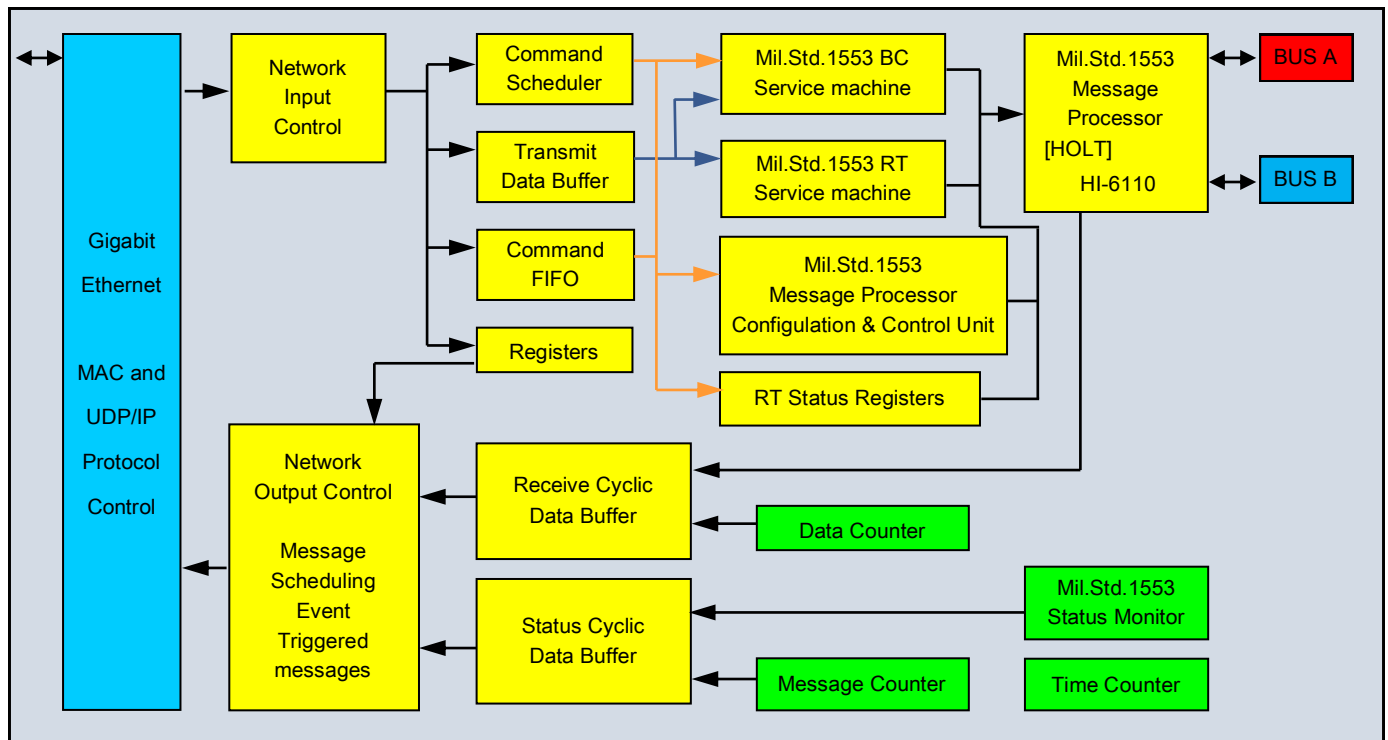 Gigabit
Ethernet
MAC and
UDP/IP
Protocol
Control
Network
Input
Control
Command
Scheduler
Transmit
Data Buffer
Command
FIFO
Registers
Mil.Std.1553 BC
Service machine
Mil.Std.1553 RT
Service machine
Mil.Std.1553
Message Processor
Configulation & Control Unit
RT Status Registers
Mil.Std.1553
Message
Processor
[HOLT]
HI-6110
BUS A
BUS B
Network
Output Control
Message
Scheduling
Event
Triggered
messages
Receive Cyclic
Data Buffer
Data Counter
Status Cyclic
Data Buffer
Mil.Std.1553
Status Monitor
Message Counter
Time Counter